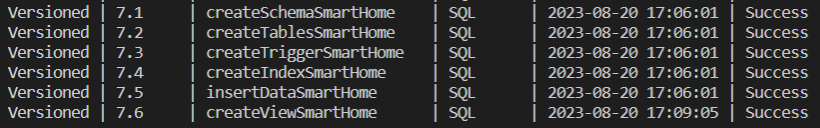 Versioned | 7.1 | createSchemaSmartHome | SQL | 2023-08-20 17:06:01 | Success
Versioned | 7.2 | createTablesSmartHome | SQL | 2023-08-20 17:06:01 | Success
Versioned | 7.3 | createTriggerSmartHome | SQL | 2023-08-20 17:06:01 | Success
Versioned | 7.4 | createIndexSmartHome | SQL | 2023-08-20 17:06:01 | Success
Versioned | 7.5 | insertDataSmartHome | SQL | 2023-08-20 17:06:01 | Success
Versioned | 7.6 | createViewSmartHome | SQL | 2023-08-20 17:09:05 | Success